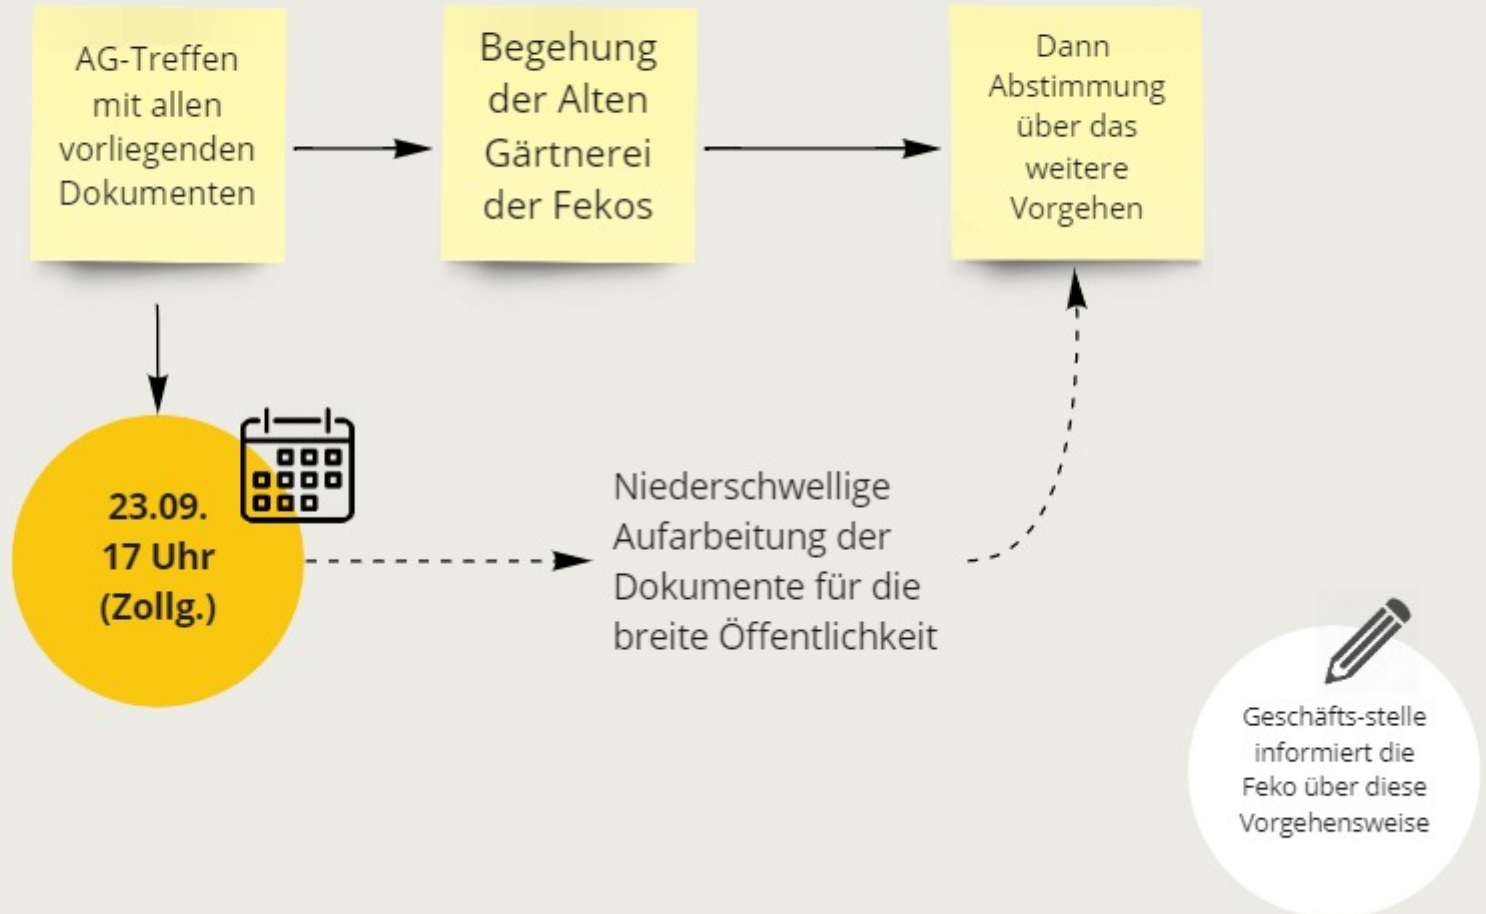 AG-Treffen
mit allen
vorliegenden
Dokumenten
Begehung
der Alten
Gärtnerei
der Fekos
Dann
Abstimmung
über das
weitere
Vorgehen
23.09.
17 Uhr
(Zollg.)
Niederschwellige
Aufarbeitung der
Dokumente für die
breite Öffentlichkeit
Geschäfts-stelle
informiert die
Feko über diese
Vorgehensweise